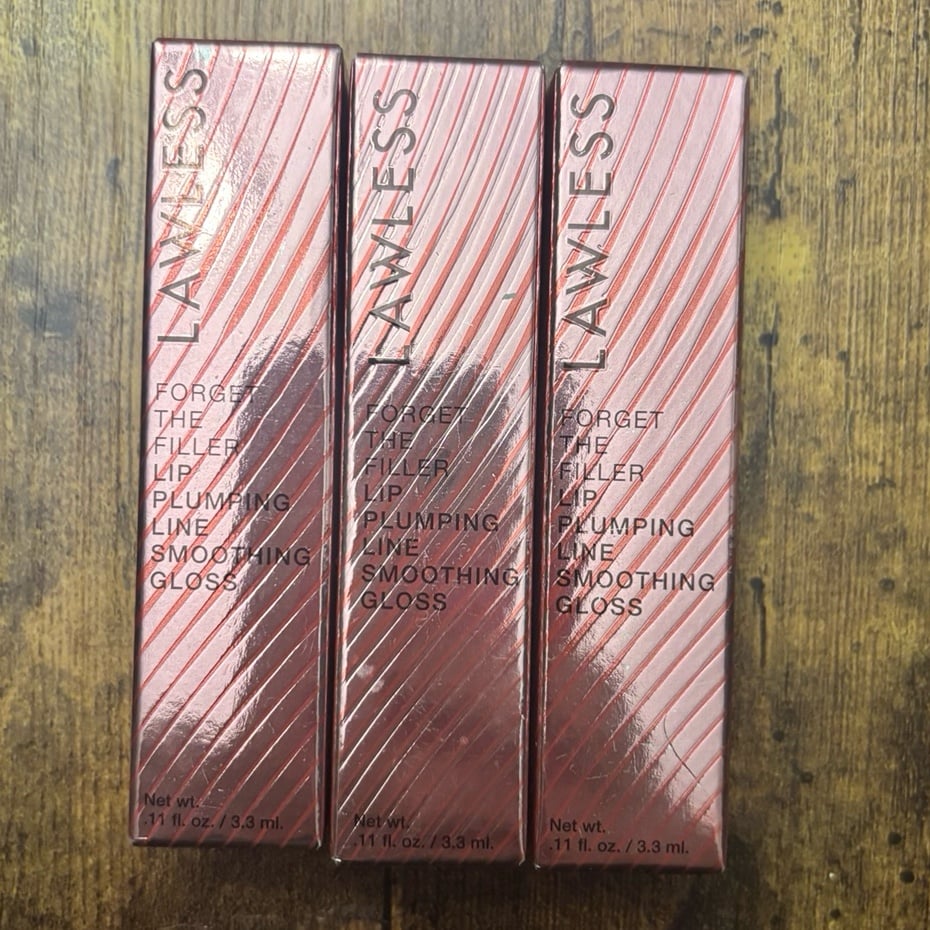 LAWLESS
FORGET
THE
FILLER
LIP
PLUMPING
LINE
SMOOTHING
GLOSS
Net wt.
.11 fl. oz. / 3.3 ml.
LAWLESS
FORGET
THE
FILLER
LIP
PLUMPING
LINE
SMOOTHING
GLOSS
Net wt.
.11 fl. oz. / 3.3 ml.
LAWLESS
FORGET
THE
FILLER
LIP
PLUMPING
LINE
SMOOTHING
GLOSS
Net wt.
.11 fl. oz. / 3.3 ml.